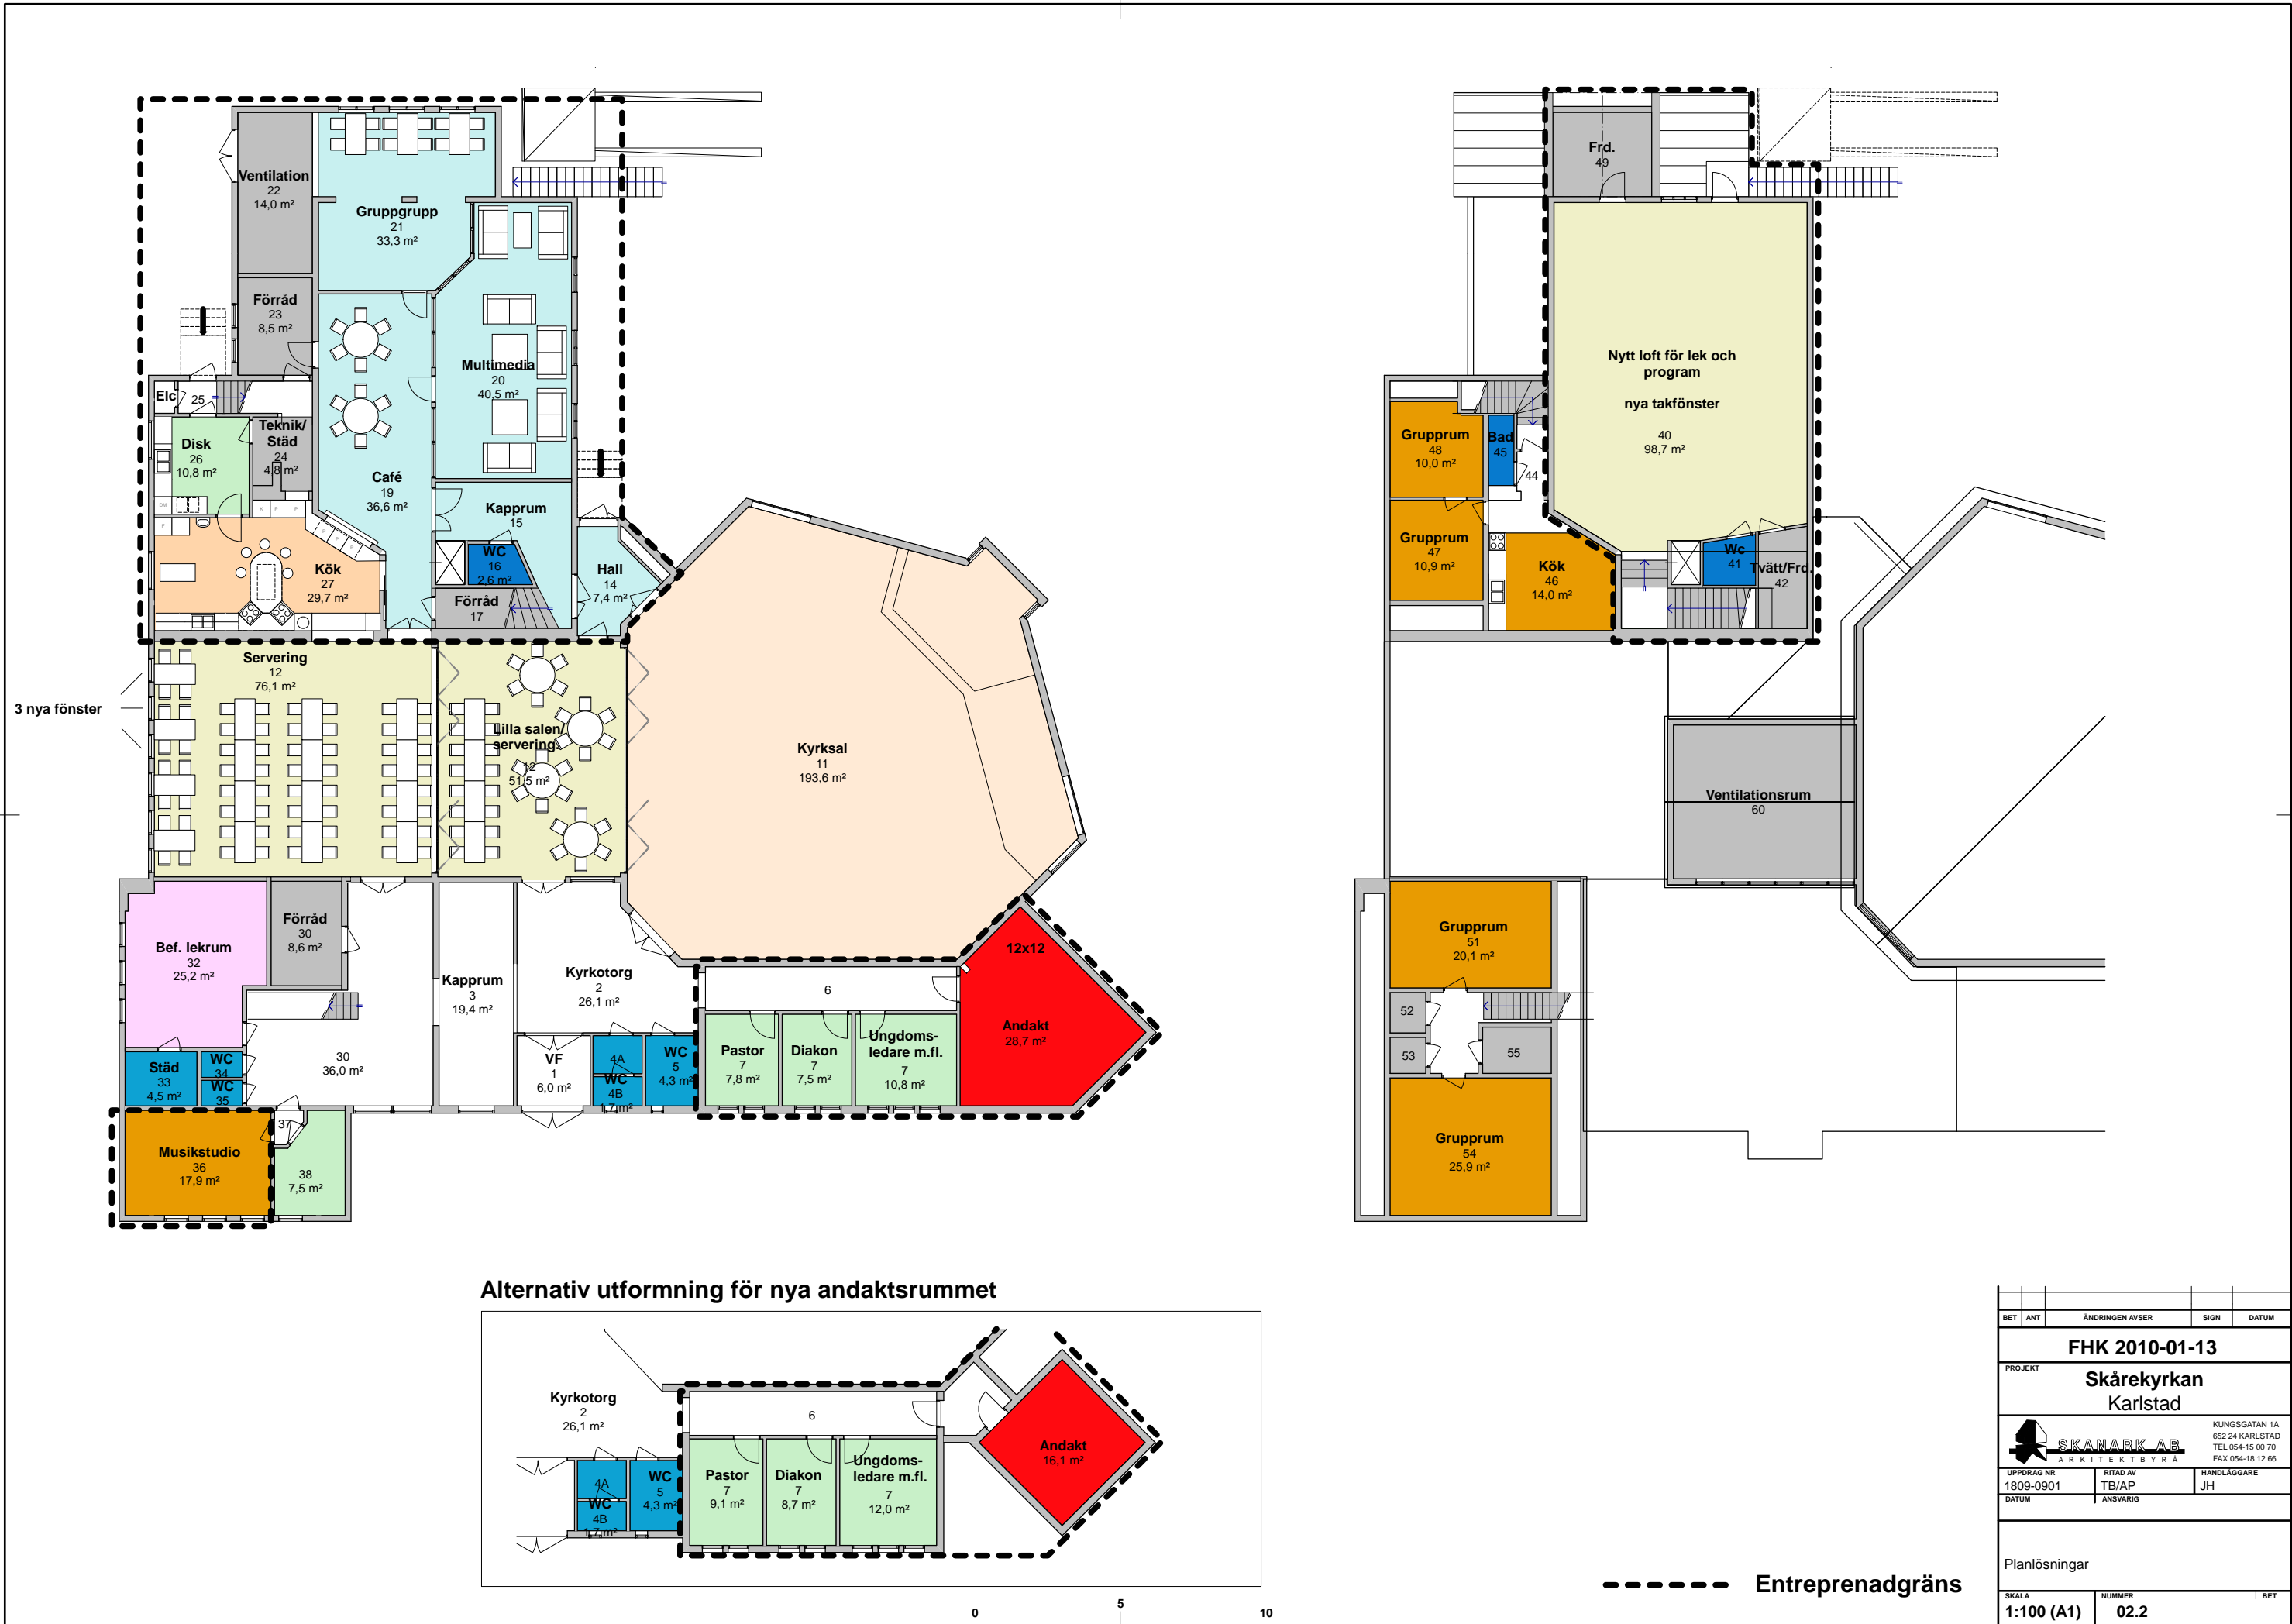 Ventilation
22
14,0 m²
Gruppgrupp
21
33,3 m²
Förråd
23
8,5 m²
Multimedia
20
40,5 m²
Elc
25
Disk
26
10,8 m²
Teknik/
Städ
24
4,8 m²
Café
19
36,6 m²
Kapprum
15
WC
16
2,6 m²
Hall
14
7,4 m²
Förråd
17
DM
K
F
F
Kök
27
29,7 m²
3 nya fönster
Servering
12
76,1 m²
Lilla salen/
servering.
12
51,5 m²
Kyrksal
11
193,6 m²
Bef. lekrum
32
25,2 m²
Förråd
30
8,6 m²
Kapprum
3
19,4 m²
Kyrkotorg
2
26,1 m²
6
12x12
Andakt
28,7 m²
Städ
33
4,5 m²
WC
34
WC
35
30
36,0 m²
VF
1
6,0 m²
4A
WC
4B
1,7 m²
WC
5
4,3 m²
Pastor
7
7,8 m²
Diakon
7
7,5 m²
Ungdoms-
ledare m.fl.
7
10,8 m²
Musikstudio
36
17,9 m²
37
38
7,5 m²
Frd.
49
Nytt loft för lek och
program
nya takfönster
40
98,7 m²
Grupprum
48
10,0 m²
Bad
45
44
Grupprum
47
10,9 m²
Kök
46
14,0 m²
Wc
41
Tvätt/Frd.
42
Ventilationsrum
60
Grupprum
51
20,1 m²
52
53
55
Grupprum
54
25,9 m²
Alternativ utformning för nya andaktsrummet
Kyrkotorg
2
26,1 m²
6
4A
WC
4B
1,7 m²
WC
5
4,3 m²
Pastor
7
9,1 m²
Diakon
7
8,7 m²
Ungdoms-
ledare m.fl.
7
12,0 m²
Andakt
16,1 m²
0 5 10
Entreprenadgräns
BET ANT ÄNDRINGEN AVSER SIGN DATUM
FHK 2010-01-13
PROJEKT
Skårekyrkan
Karlstad
SKANARK AB
ARKITEKTBYRÅ
KUNGSGATAN 1A
652 24 KARLSTAD
TEL 054-15 00 70
FAX 054-18 12 66
UPPDRAG NR RITAD AV HANDLÄGGARE
1809-0901 TB/AP JH
DATUM ANSVARIG
Planlösningar
SKALA NUMMER BET
1:100 (A1) 02.2